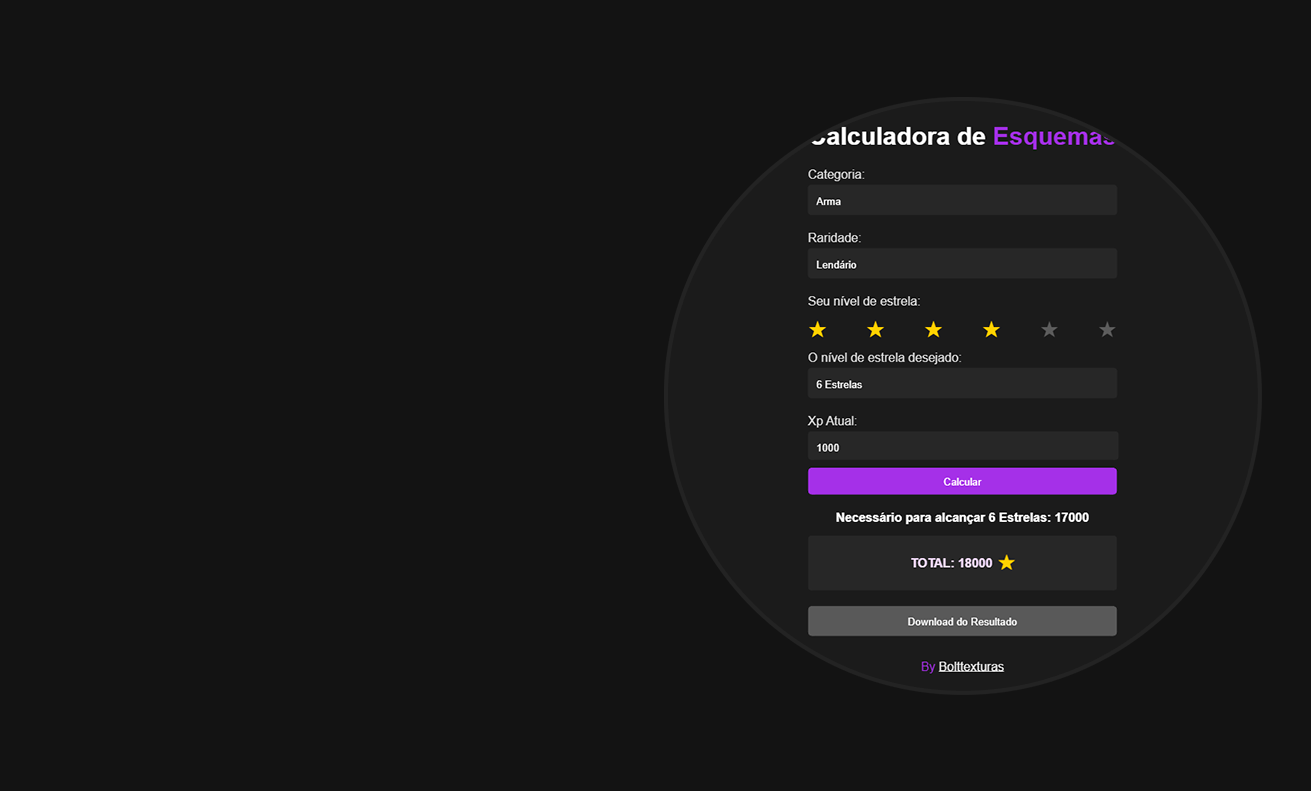 Calculadora de Esquemas
Categoria:
Arma
Raridade:
Lendário
Seu nível de estrela:
O nível de estrela desejado:
6 Estrelas
Xp Atual:
1000
Calcular
Necessário para alcançar 6 Estrelas: 17000
TOTAL: 18000
Download do Resultado
By Bolttexturas